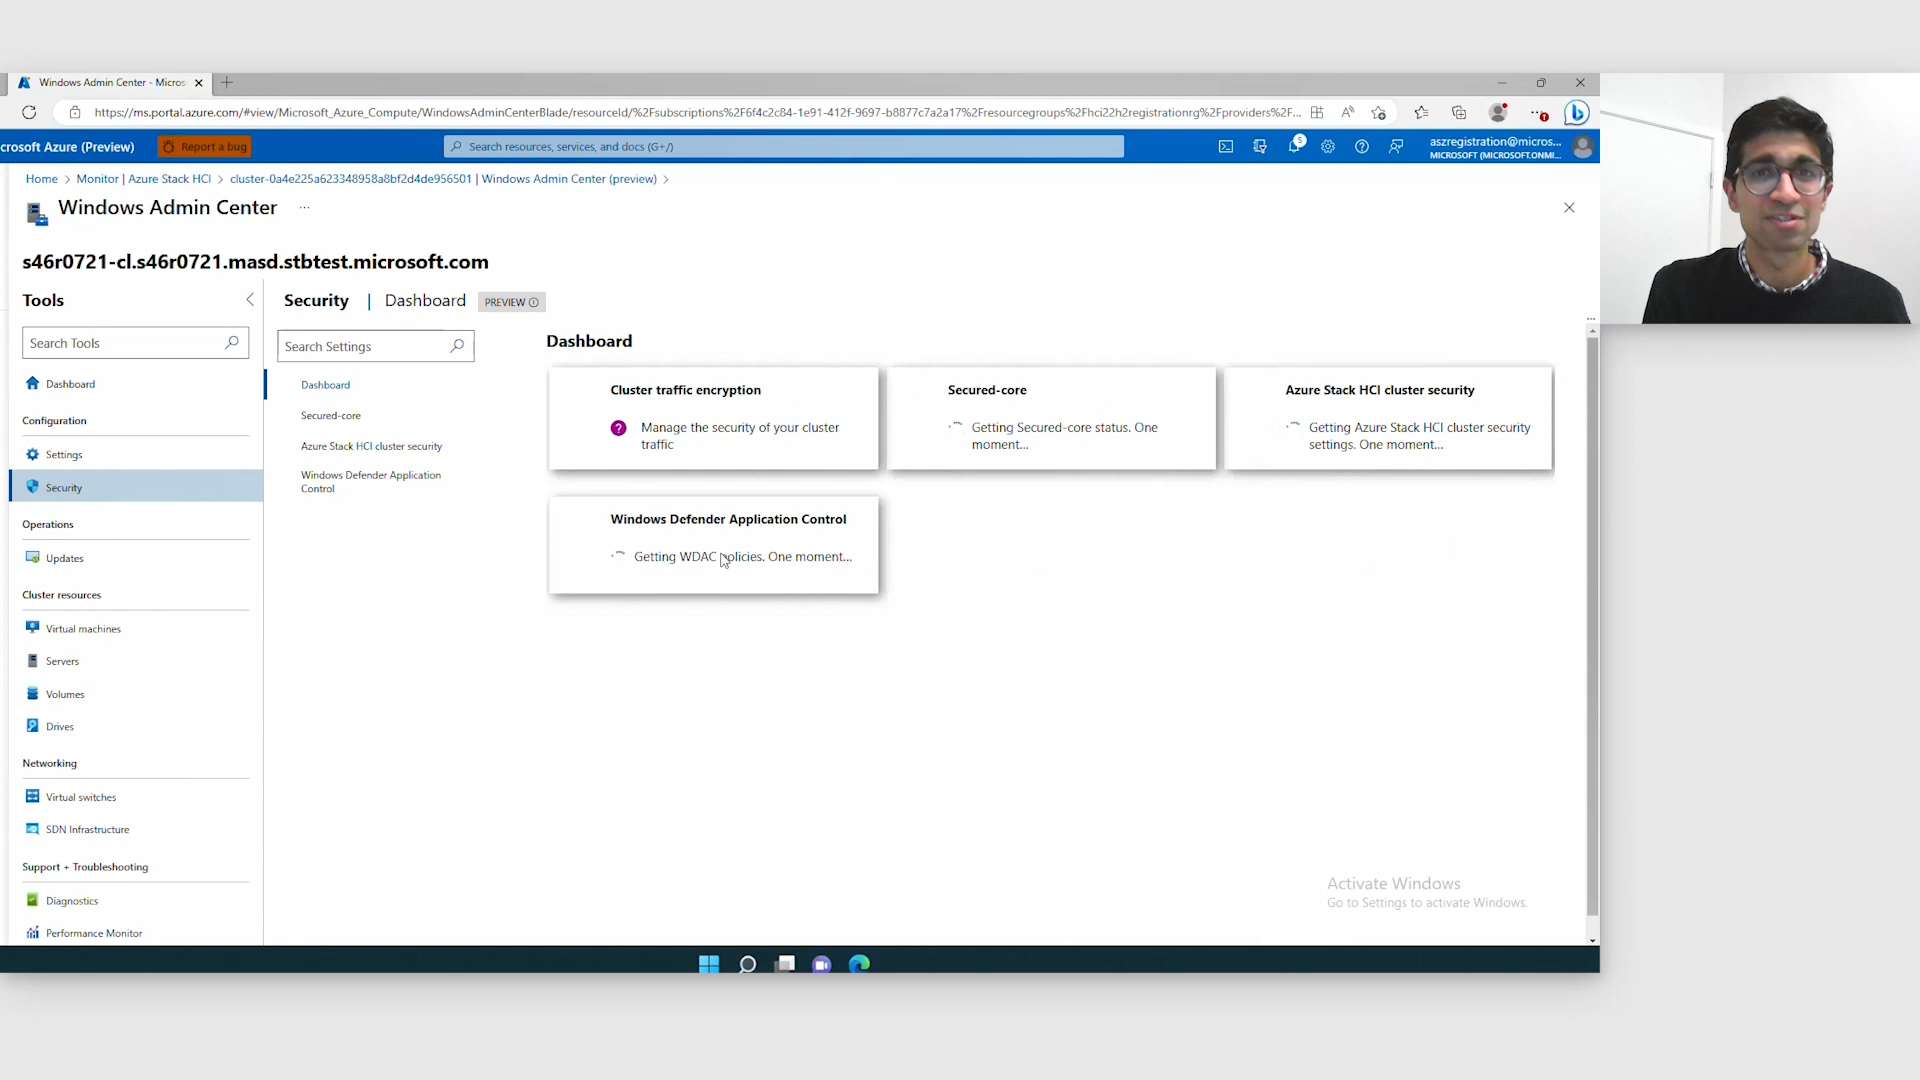 Windows Admin Center - Micros
https://ms.portal.azure.com/#view/Microsoft_Azure_Compute/WindowsAdminCenterBlade/resourceId/%2Fsubscriptions%2F6f4c2c84-1e91-412f-9697-b8877c7a2a17%2Fresourcegroups%2Fhci22h2registrationrg%2Fproviders%2F...
crosoft Azure (Preview)
Report a bug
Search resources, services, and docs (G+/)
5
aszregistration@micros...
MICROSOFT (MICROSOFT.ONMI...
Home > Monitor | Azure Stack HCI > cluster-0a4e225a623348958a8bf2d4de956501 | Windows Admin Center (preview) >
Windows Admin Center ...
s46r0721-cl.s46r0721.masd.stbtest.microsoft.com
Tools
Search Tools
Dashboard
Configuration
Settings
Security
Operations
Updates
Cluster resources
Virtual machines
Servers
Volumes
Drives
Networking
Virtual switches
SDN Infrastructure
Support + Troubleshooting
Diagnostics
Performance Monitor
Security | Dashboard PREVIEW
Search Settings
Dashboard
Secured-core
Azure Stack HCI cluster security
Windows Defender Application
Control
Dashboard
Cluster traffic encryption
Manage the security of your cluster
traffic
Secured-core
Getting Secured-core status. One
moment...
Azure Stack HCI cluster security
Getting Azure Stack HCI cluster security
settings. One moment...
Windows Defender Application Control
Getting WDAC policies. One moment...
Activate Windows
Go to Settings to activate Windows.